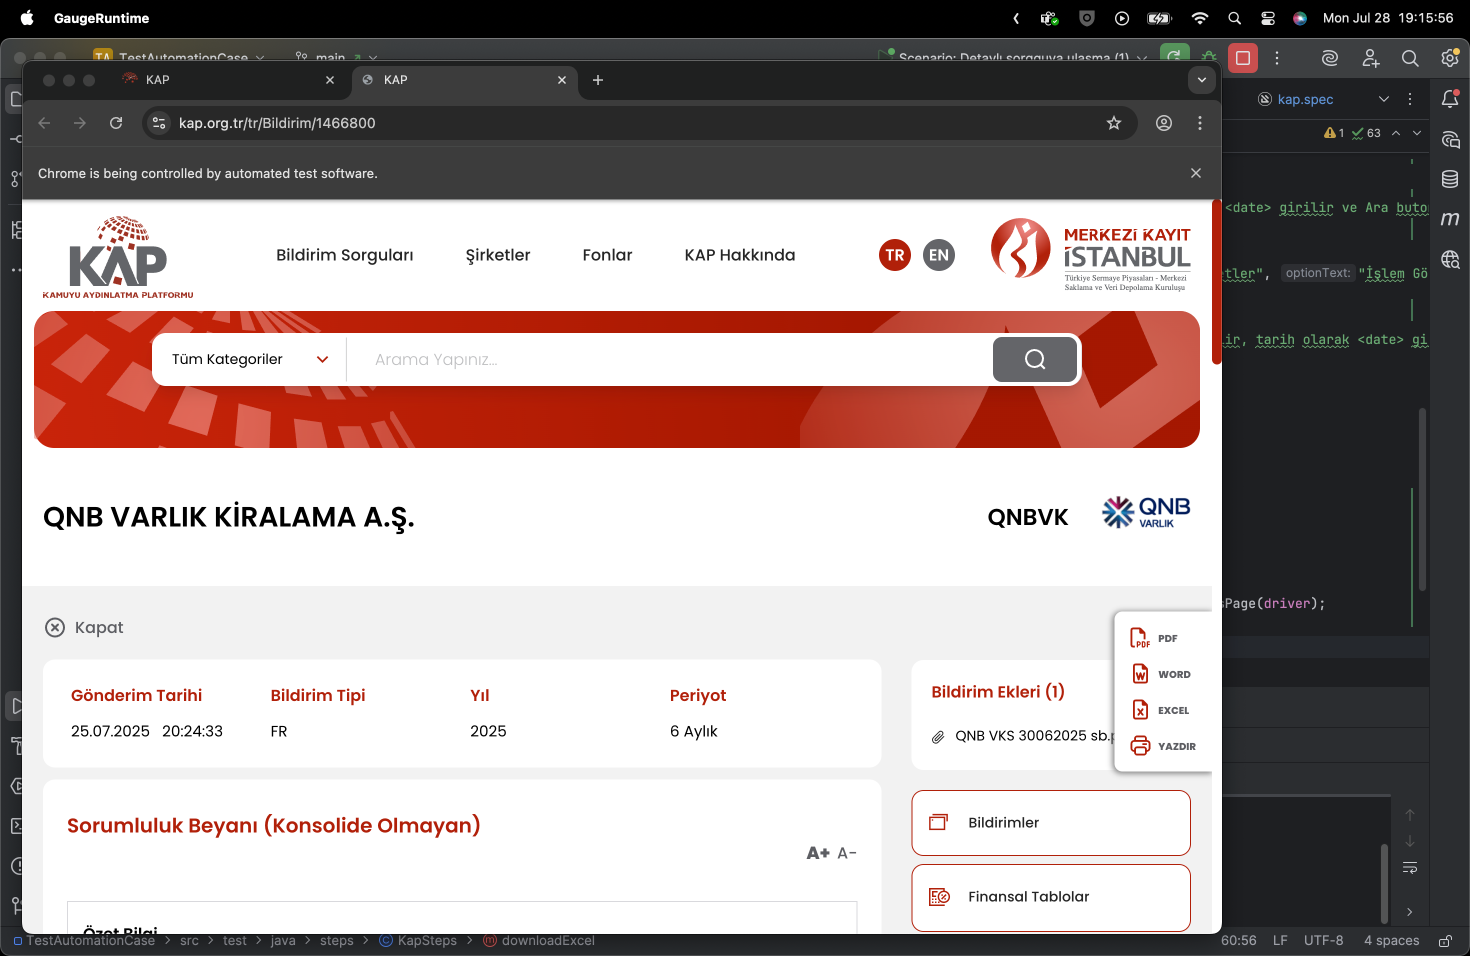 GaugeRuntime
Mon Jul 28 19:15:56
TA TestAutomationCase
main
Scenario: Detaylı sorguya ulaşma (1)
KAP
KAP
kap.spec
kap.org.tr/tr/Bildirim/1466800
1
63
Chrome is being controlled by automated test software.
<date> girilir ve Ara buto
KAP
KAMUYU AYDINLATMA PLATFORMU
Bildirim Sorguları
Şirketler
Fonlar
KAP Hakkında
TR
EN
MERKEZİ KAYIT
İSTANBUL
Türkiye Sermaye Piyasaları - Merkezi
Saklama ve Veri Depolama Kuruluşu
tler", optionText: "İşlem Gö
ir, tarih olarak <date> gi
Tüm Kategoriler
Arama Yapınız...
QNB VARLIK KİRALAMA A.Ş.
QNBVK
QNB
VARLIK
Page(driver);
Kapat
PDF
PDF
WORD
EXCEL
YAZDIR
Gönderim Tarihi
Bildirim Tipi
Yıl
Periyot
25.07.2025 20:24:33
FR
2025
6 Aylık
Bildirim Ekleri (1)
QNB VKS 30062025 sb.p
Sorumluluk Beyanı (Konsolide Olmayan)
A+ A-
Bildirimler
Finansal Tablolar
Özet Bilgi
TestAutomationCase > src > test > java > steps > KapSteps > downloadExcel
60:56 LF UTF-8 4 spaces